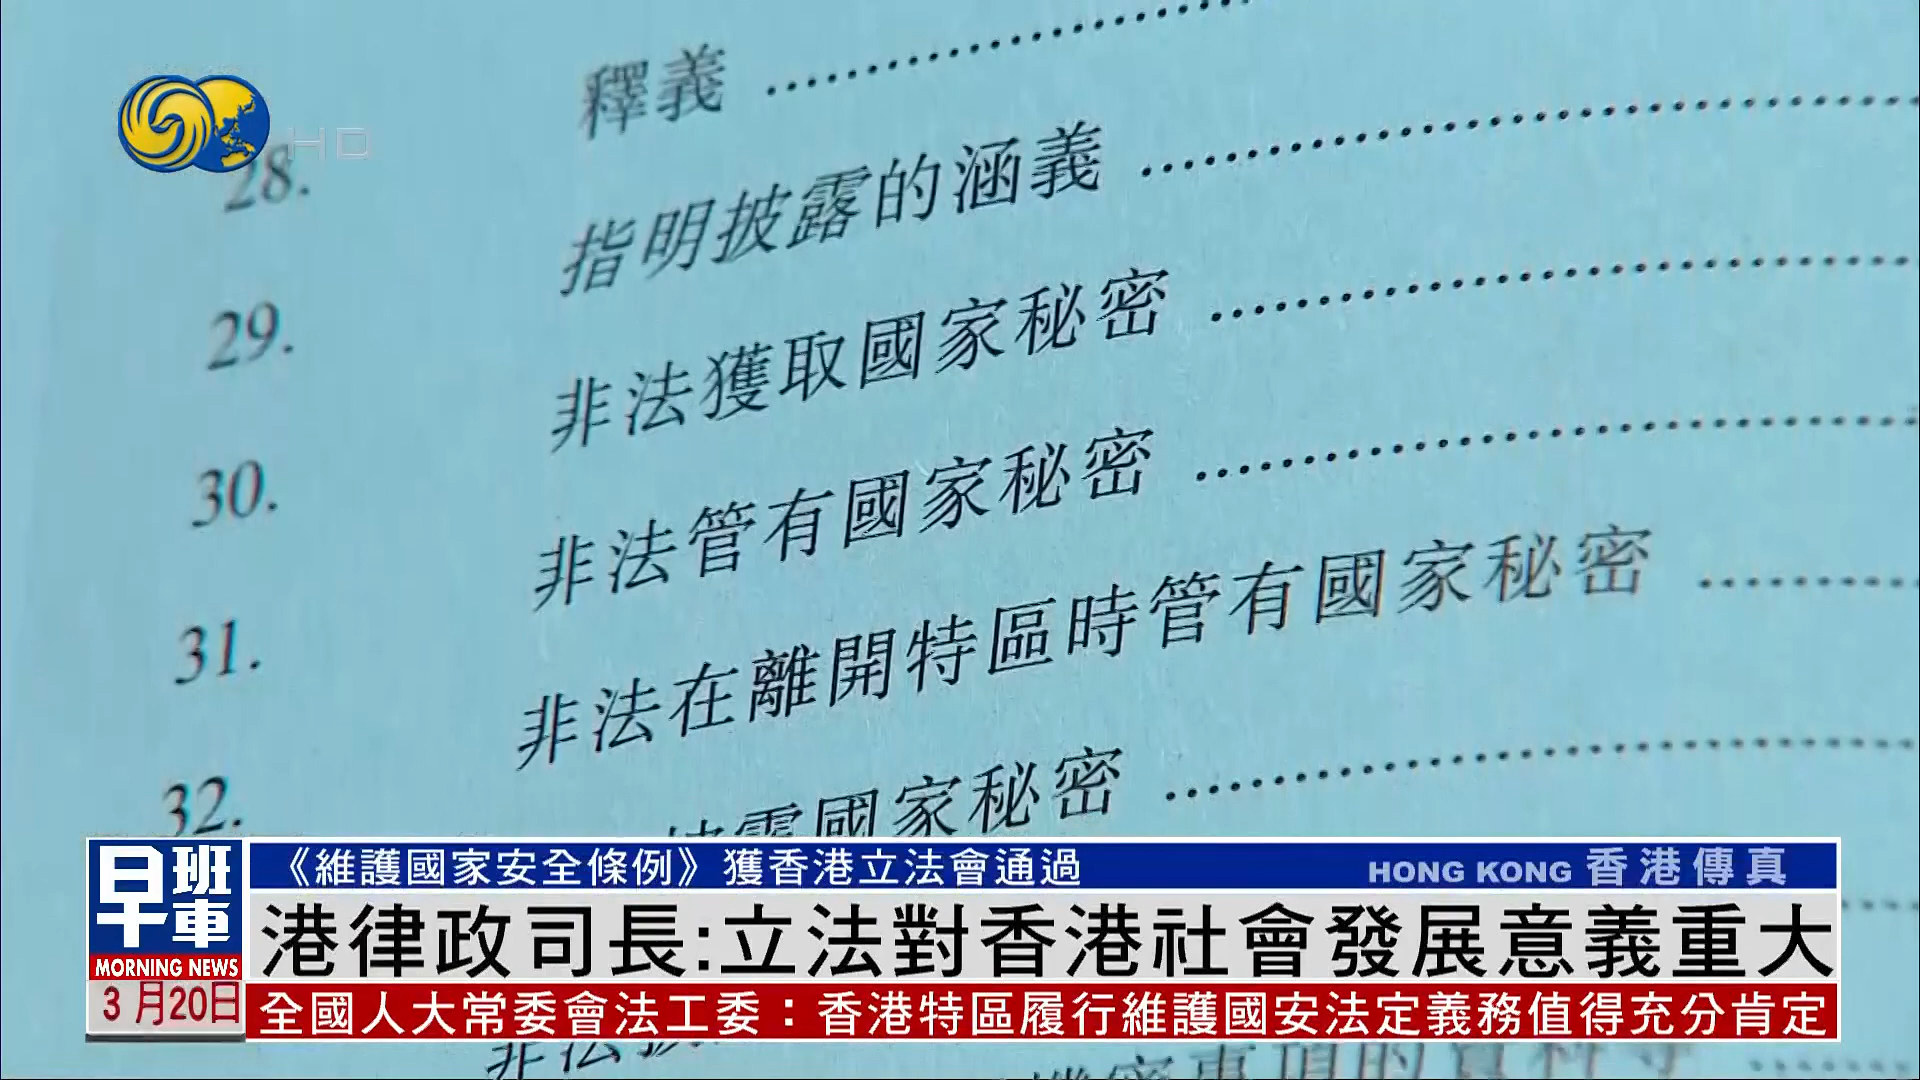 釋義
HD
28.
指明披露的涵義
29.
非法獲取國家秘密
30.
非法管有國家秘密
31.
非法在離開特區時管有國家秘密
32.
披露國家秘密
早班車
《維護國家安全條例》獲香港立法會通過
HONG KONG 香港傳真
港律政司長:立法對香港社會發展意義重大
MORNING NEWS
3月20日
全國人大常委會法工委：香港特區履行維護國安法定義務值得充分肯定
非法